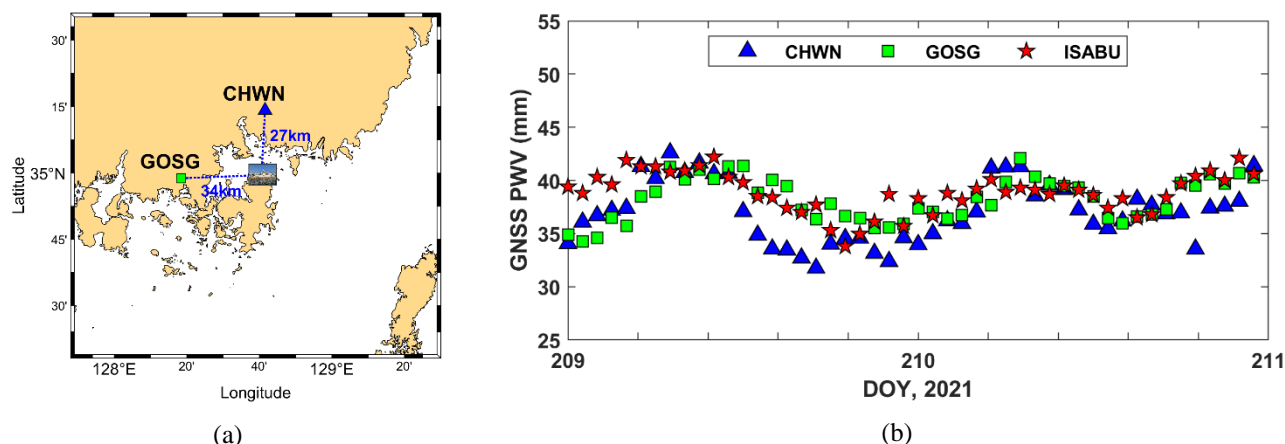 30'
15'
35°N
45'
30'
Latitude
CHWN
27km
GOSG
34km
128°E
20'
40'
129°E
20'
Longitude
(a)
55
50
45
40
35
30
25
GNSS PWV (mm)
CHWN GOSG ISABU
209 210 211
DOY, 2021
(b)